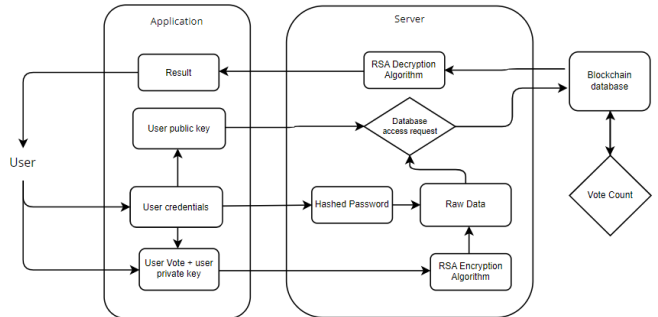 Application
Server
Result
RSA Decryption
Algorithm
Blockchain
database
User public key
Database
access request
User
User credentials
Hashed Password
Raw Data
Vote Count
User Vote + user
private key
RSA Encryption
Algorithm